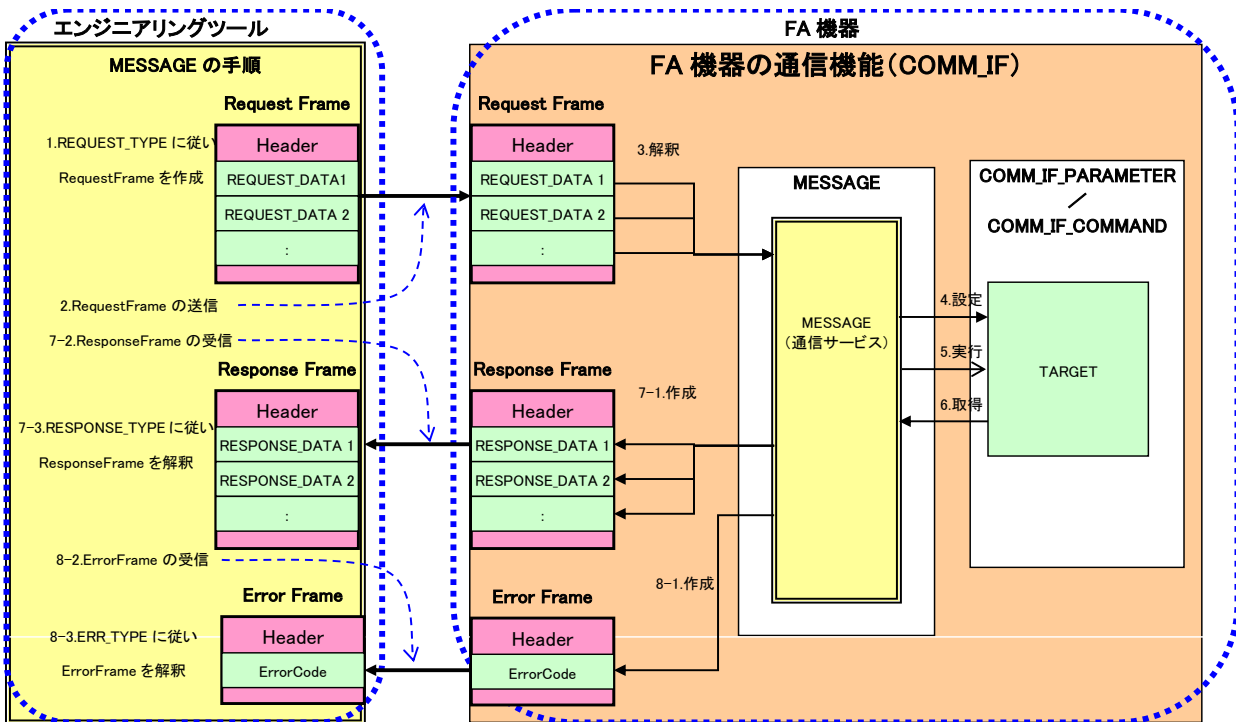 エンジニアリングツール
MESSAGE の手順
Request Frame
1.REQUEST_TYPE に従い
RequestFrame を作成
Header
REQUEST_DATA1
REQUEST_DATA 2
:
2.RequestFrame の送信
7-2.ResponseFrame の受信
Response Frame
7-3.RESPONSE_TYPE に従い
ResponseFrame を解釈
Header
RESPONSE_DATA 1
RESPONSE_DATA 2
:
8-2.ErrorFrame の受信
Error Frame
8-3.ERR_TYPE に従い
ErrorFrame を解釈
Header
ErrorCode
FA 機器
FA 機器の通信機能(COMM_IF)
Request Frame
Header
REQUEST_DATA 1
REQUEST_DATA 2
:
3.解釈
Response Frame
Header
RESPONSE_DATA 1
RESPONSE_DATA 2
:
7-1.作成
Error Frame
Header
ErrorCode
8-1.作成
MESSAGE
MESSAGE
(通信サービス)
4.設定
5.実行
6.取得
COMM_IF_PARAMETER
/
COMM_IF_COMMAND
TARGET